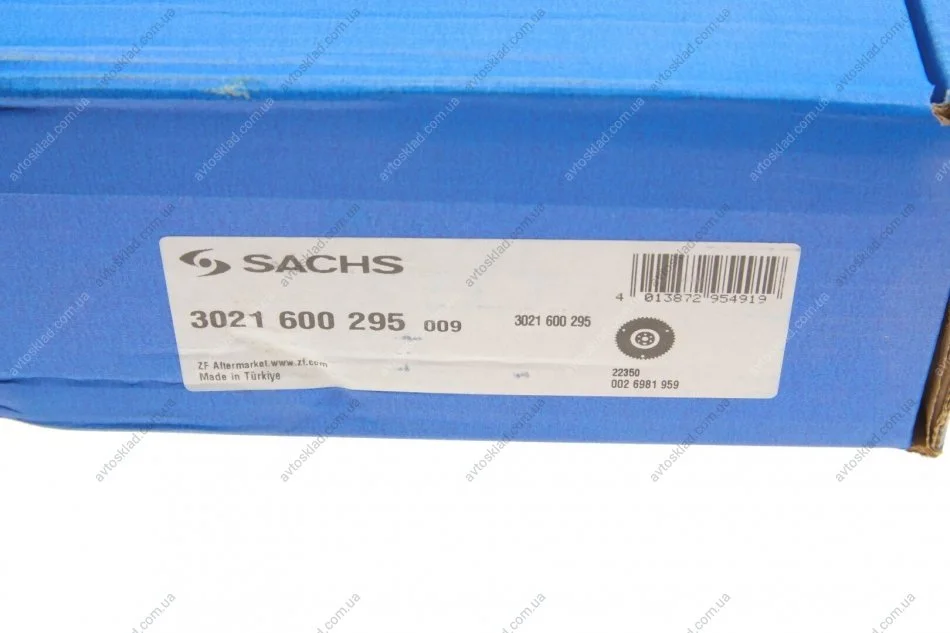 SACHS
4 013872 954919
3021 600 295 009
3021 600 295
22350
002 6981 959
ZF Aftermarket.www.zf.com
Made in Türkiye
avtosklad.com.ua